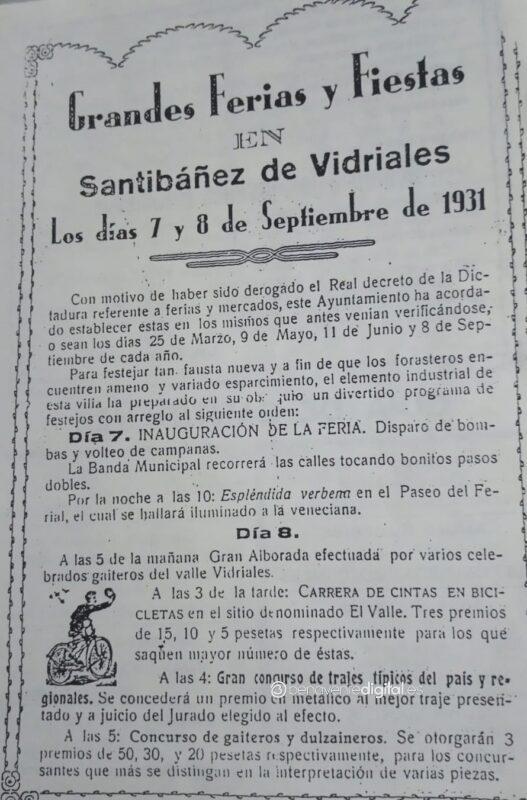 Grandes Ferias y Fiestas
EN
Santibáñez de Vidriales
Los días 7 y 8 de Septiembre de 1931
Con motivo de haber sido derogado el Real decreto de la Dic-
tadura referente a ferias y mercados, este Ayuntamiento ha acorda-
do establecer estas en los mismos que antes venían verificándose,
o sean los dias 25 de Marzo, 9 de Mayo, 11 de Junio y 8 de Sep-
tiembre de cada año.
Para festejar tan fausta nueva y a fin de que los forasteros en-
cuentren ameno y variado esparcimiento, el elemento industrial de
esta villa ha preparado en su un divertido programa de
festejos con arreglo al siguiente orden:
Día 7. INAUGURACIÓN DE LA FERIA. Disparo de bom-
bas y volteo de campanas.
La Banda Municipal recorrerá las calles tocando bonitos pasos
dobles.
Por la noche a las 10: Espléndida verbena en el Paseo del Fe-
rial, el cual se hallará iluminado a la veneciana.
Día 8.
A las 5 de la mañana Gran Alborada efectuada por varios cele-
brados gaiteros del valle Vidriales.
A las 3 de la tarde: CARRERA DE CINTAS EN BICI-
CLETAS en el sitio denominado El Valle. Tres premios
de 15, 10 y 5 pesetas respectivamente para los que
saquen mayor número de éstas.
A las 4: Gran concurso de trajes típicos del país y re-
gionales. Se concederá un premio en metálico al mejor traje presen-
tado y a juicio del Jurado elegido al efecto.
benaventedigital.es
A las 5: Concurso de gaiteros y dulzaineros. Se otorgarán 3
premios de 50, 30, y 20 pesetas respectivamente, para los concur-
santes que más se distingan en la interpretación de varias piezas.